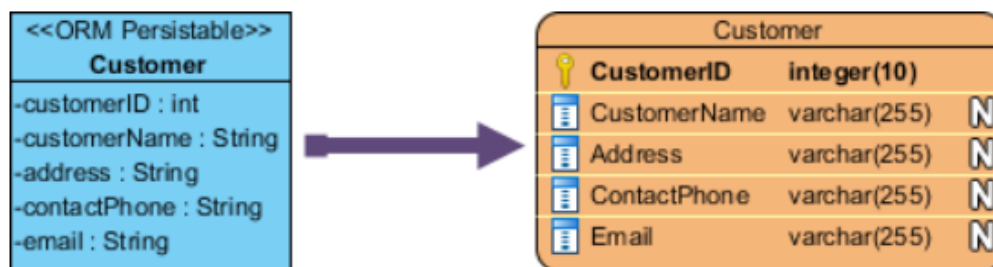 <<ORM Persistable>>
Customer
-customerID : int
-customerName : String
-address : String
-contactPhone : String
-email : String
Customer
CustomerID integer(10)
CustomerName varchar(255) N
Address varchar(255) N
ContactPhone varchar(255) N
Email varchar(255) N